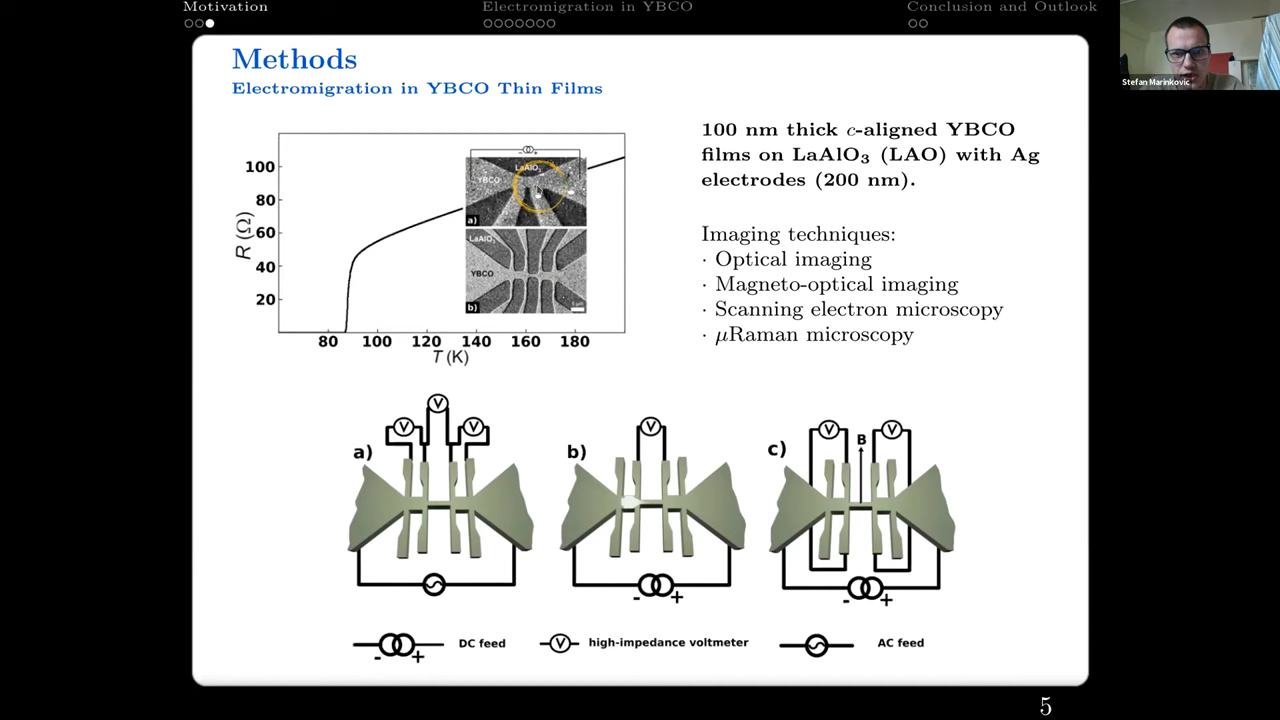 Motivation
Electromigration in YBCO
Conclusion and Outlook
Stefan Marinkovic
Methods
Electromigration in YBCO Thin Films
100 nm thick c-aligned YBCO
films on LaAlO₃ (LAO) with Ag
electrodes (200 nm).
Imaging techniques:
· Optical imaging
· Magneto-optical imaging
· Scanning electron microscopy
· μRaman microscopy
R (Ω)
100
80
60
40
20
80 100 120 140 160 180
T (K)
- +
LaAlO₃
YBCO
a)
LaAlO₃
YBCO
b)
a)
V
V
V
b)
V
- +
c)
V
B
V
- +
- +
DC feed
V
high-impedance voltmeter
AC feed
5